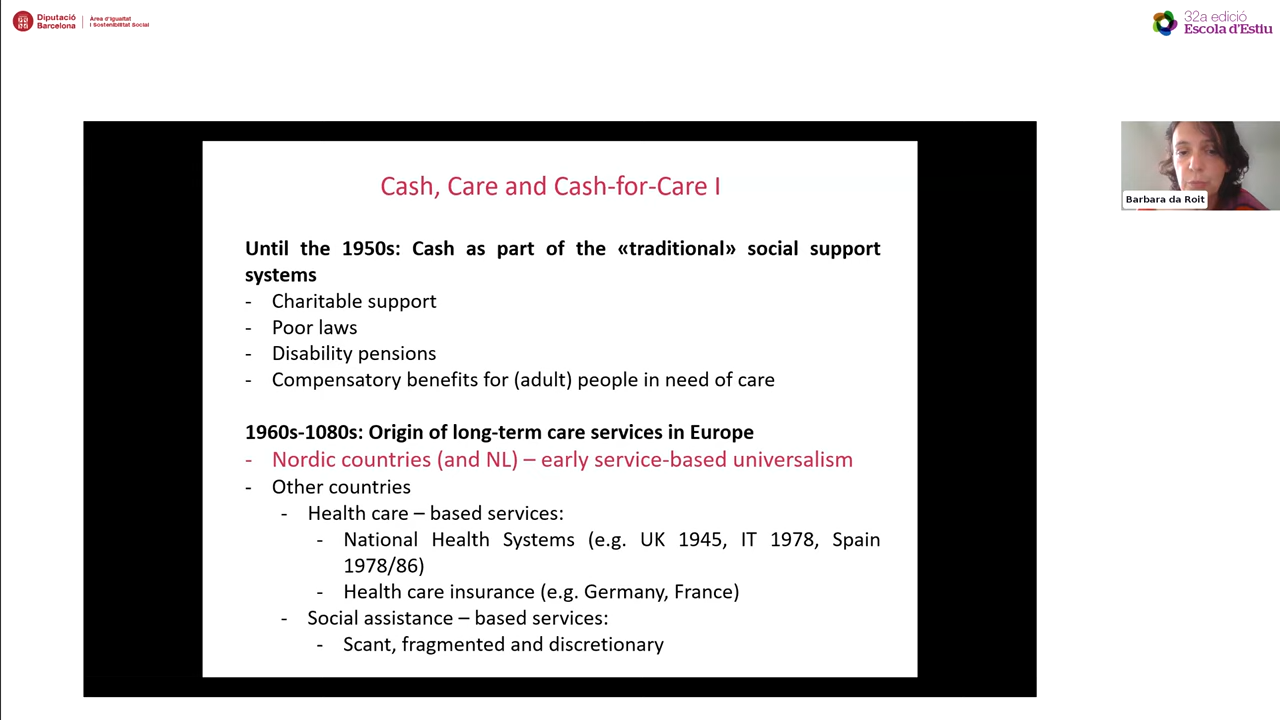 Diputació
Barcelona
Àrea d'Igualtat
i Sostenibilitat Social
32a edició
Escola d'Estiu
Barbara da Roit
Cash, Care and Cash-for-Care I
Until the 1950s: Cash as part of the «traditional» social support
systems
- Charitable support
- Poor laws
- Disability pensions
- Compensatory benefits for (adult) people in need of care
1960s-1080s: Origin of long-term care services in Europe
- Nordic countries (and NL) – early service-based universalism
- Other countries
- Health care – based services:
- National Health Systems (e.g. UK 1945, IT 1978, Spain
1978/86)
- Health care insurance (e.g. Germany, France)
- Social assistance – based services:
- Scant, fragmented and discretionary